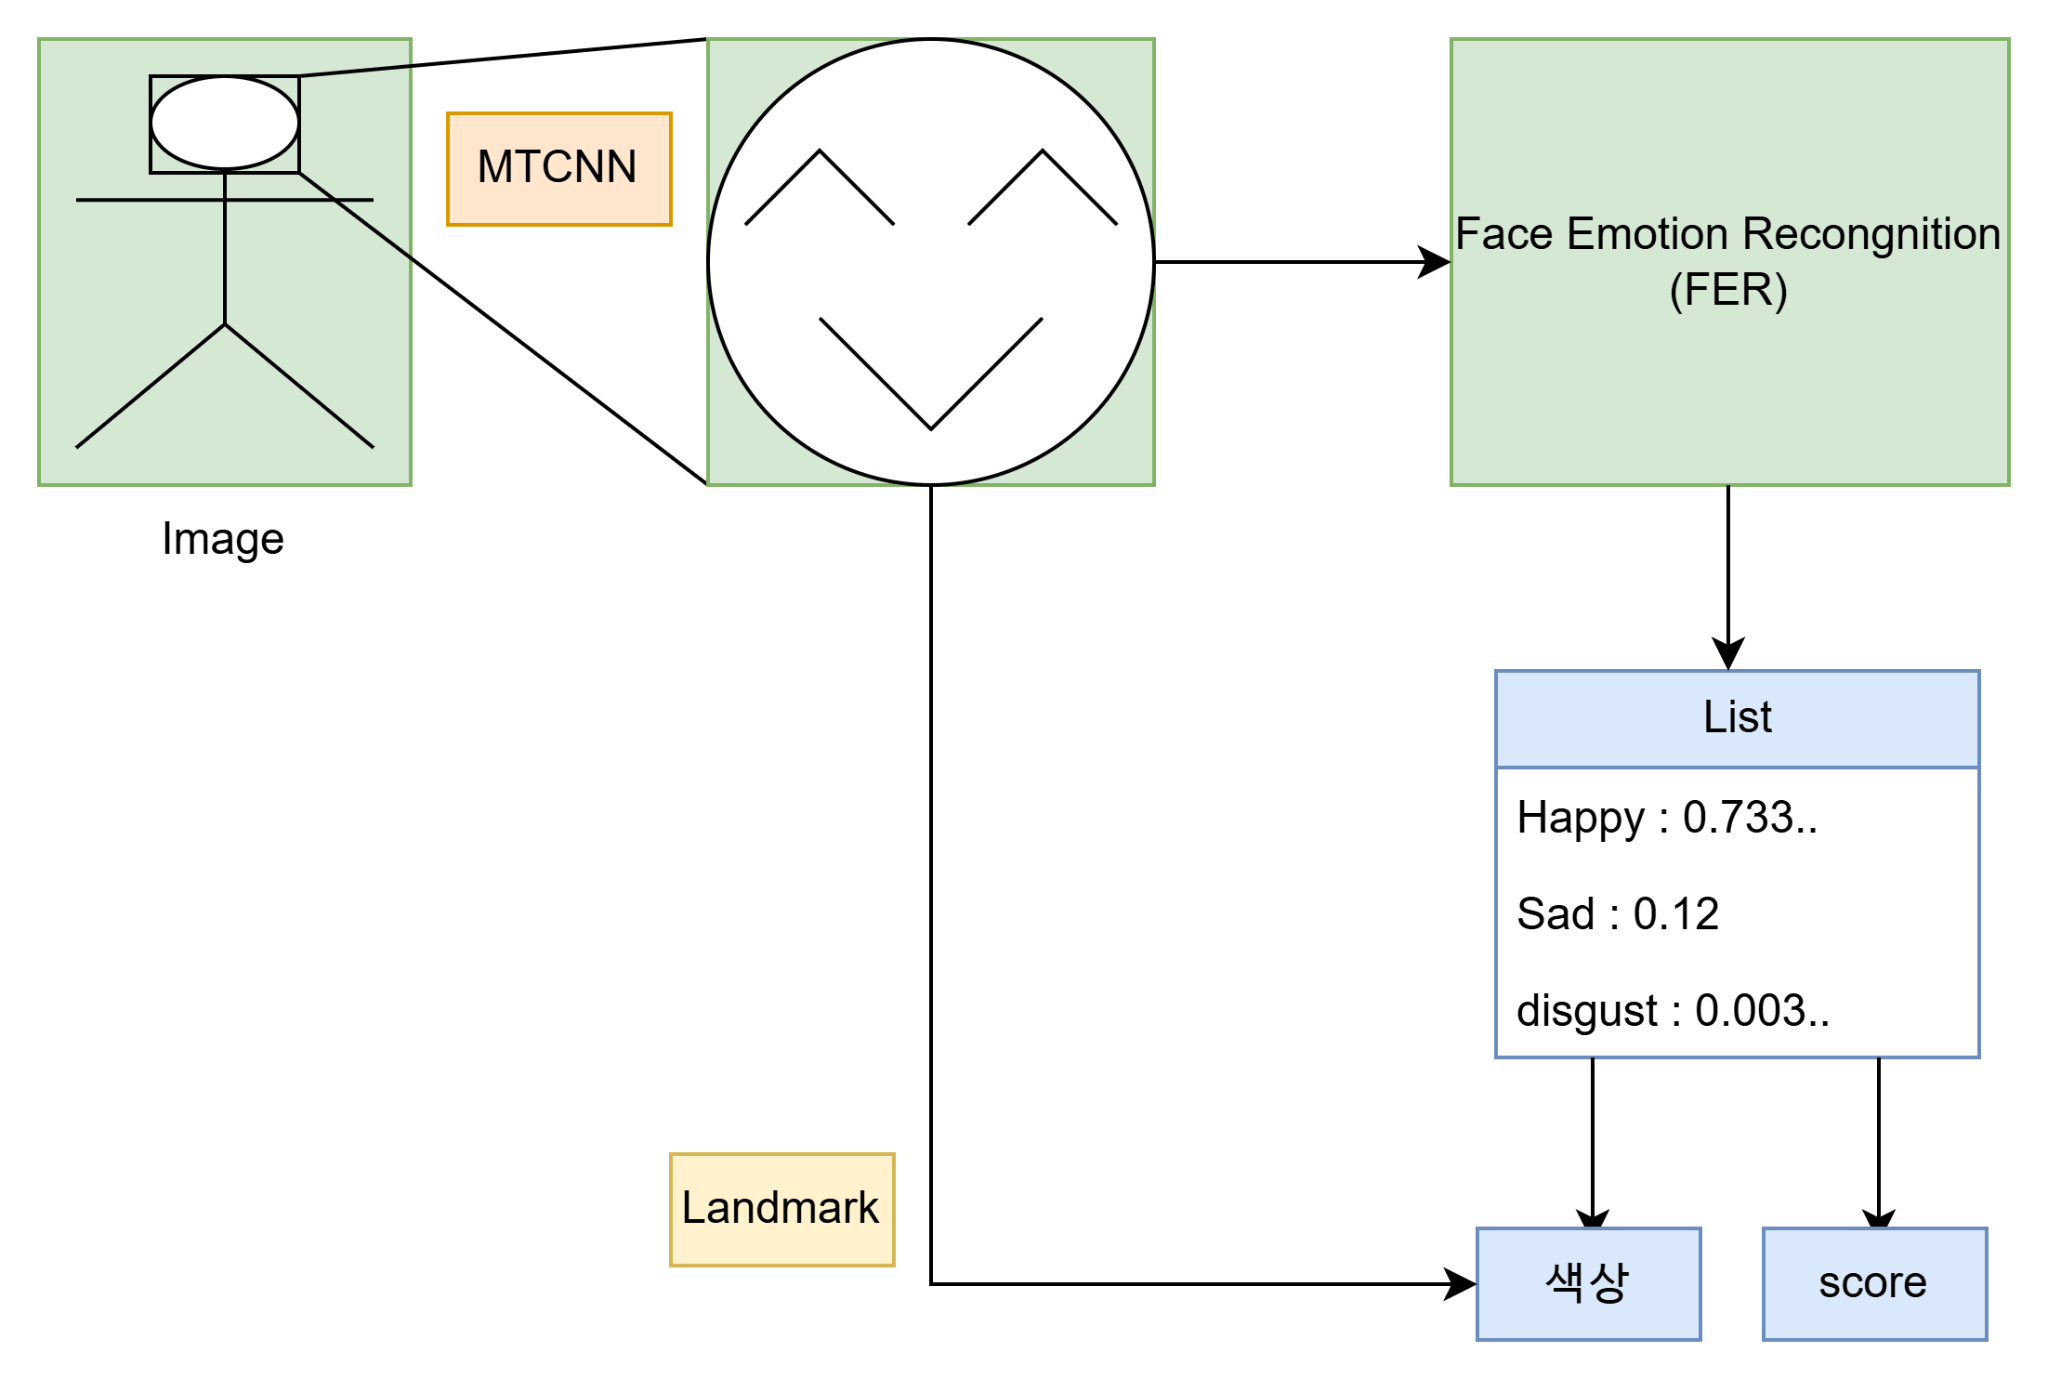 MTCNN
Face Emotion Recongnition
(FER)
Image
List
Happy : 0.733..
Sad : 0.12
disgust : 0.003..
Landmark
색상
score